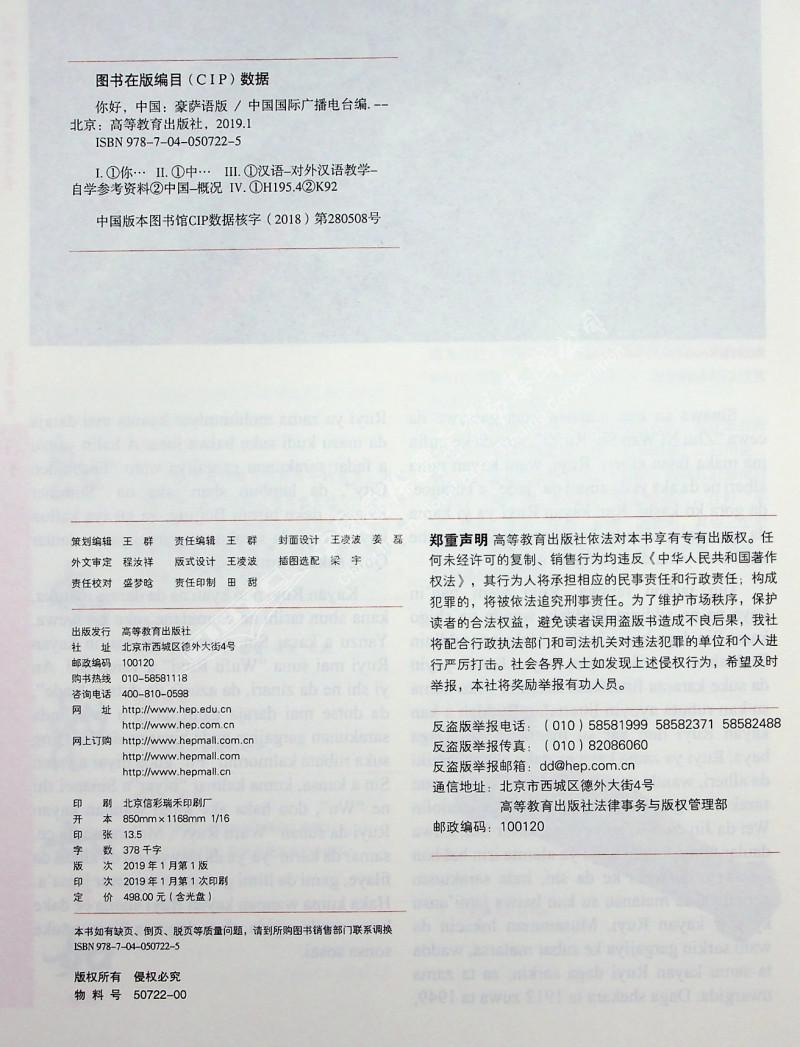 图书在版编目（CIP）数据
你好，中国：豪萨语版 / 中国国际广播电台编. --
北京：高等教育出版社，2019.1
ISBN 978-7-04-050722-5
I. ①你… II. ①中… III. ①汉语–对外汉语教学–
自学参考资料②中国–概况 IV. ①H195.4②K92
中国版本图书馆CIP数据核字（2018）第280508号
策划编辑 王 群 责任编辑 王 群 封面设计 王凌波 姜 磊
外文审定 程汝祥 版式设计 王凌波 插图选配 梁 宇
责任校对 盛梦晗 责任印制 田 甜
出版发行 高等教育出版社
社 址 北京市西城区德外大街4号
邮政编码 100120
购书热线 010-58581118
咨询电话 400-810-0598
网 址 http://www.hep.edu.cn
http://www.hep.com.cn
网上订购 http://www.hepmall.com.cn
http://www.hepmall.com
http://www.hepmall.cn
印 刷 北京信彩瑞禾印刷厂
开 本 850mm×1168mm 1/16
印 张 13.5
字 数 378千字
版 次 2019年1月第1版
印 次 2019年1月第1次印刷
定 价 498.00元（含光盘）
本书如有缺页、倒页、脱页等质量问题，请到所购图书销售部门联系调换
ISBN 978-7-04-050722-5
版权所有 侵权必究
物 料 号 50722-00
郑重声明 高等教育出版社依法对本书享有专有出版权。任
何未经许可的复制、销售行为均违反《中华人民共和国著作
权法》，其行为人将承担相应的民事责任和行政责任；构成
犯罪的，将被依法追究刑事责任。为了维护市场秩序，保护
读者的合法权益，避免读者误用盗版书造成不良后果，我社
将配合行政执法部门和司法机关对违法犯罪的单位和个人进
行严厉打击。社会各界人士如发现上述侵权行为，希望及时
举报，本社将奖励举报有功人员。
反盗版举报电话：（010）58581999 58582371 58582488
反盗版举报传真：（010）82086060
反盗版举报邮箱：dd@hep.com.cn
通信地址：北京市西城区德外大街4号
高等教育出版社法律事务与版权管理部
邮政编码：100120